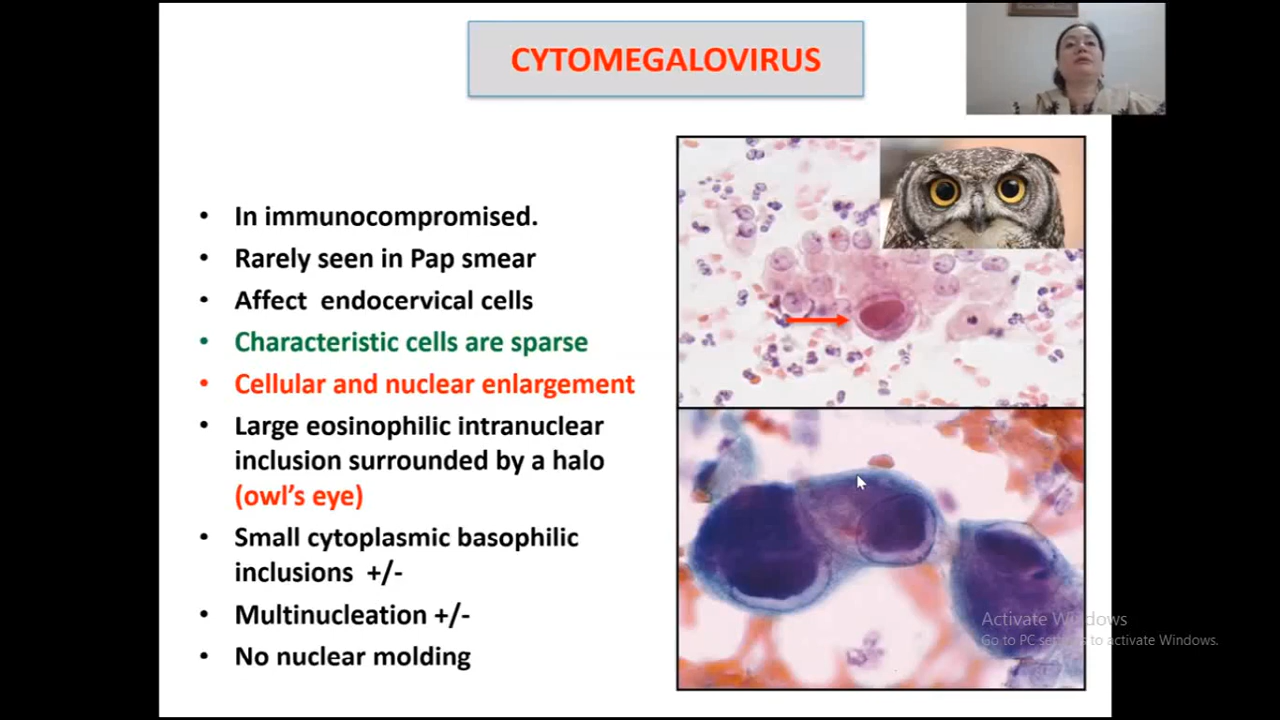 CYTOMEGALOVIRUS
• In immunocompromised.
• Rarely seen in Pap smear
• Affect endocervical cells
• Characteristic cells are sparse
• Cellular and nuclear enlargement
• Large eosinophilic intranuclear
inclusion surrounded by a halo
(owl's eye)
• Small cytoplasmic basophilic
inclusions +/-
• Multinucleation +/-
• No nuclear molding
Activate Windows
Go to PC settings to activate Windows.